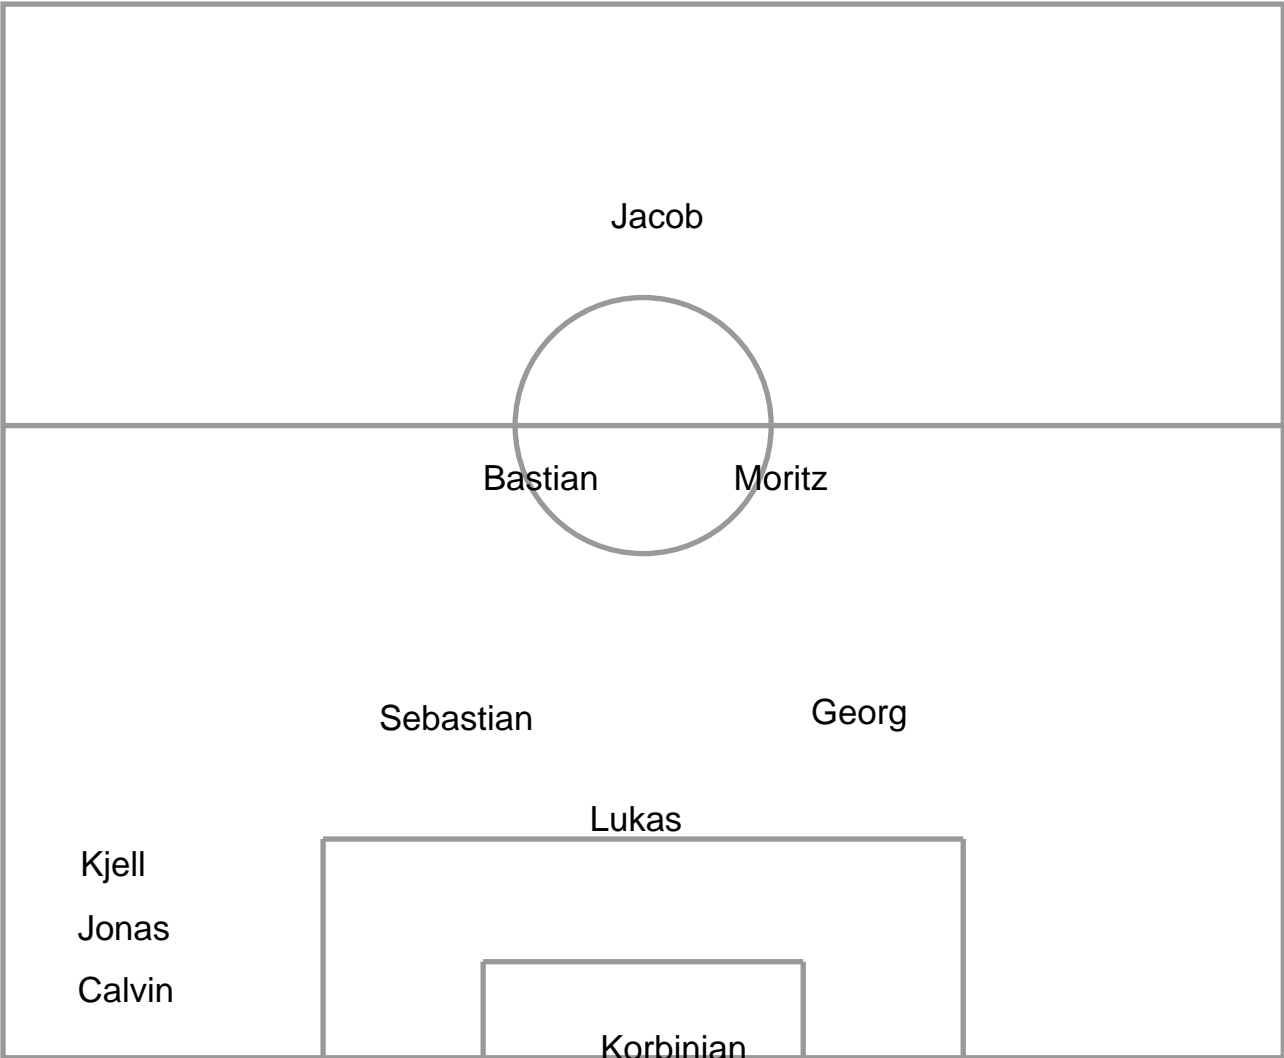 Jacob
Bastian Moritz
Sebastian Georg
Lukas
Kjell
Jonas
Calvin
Korbinian